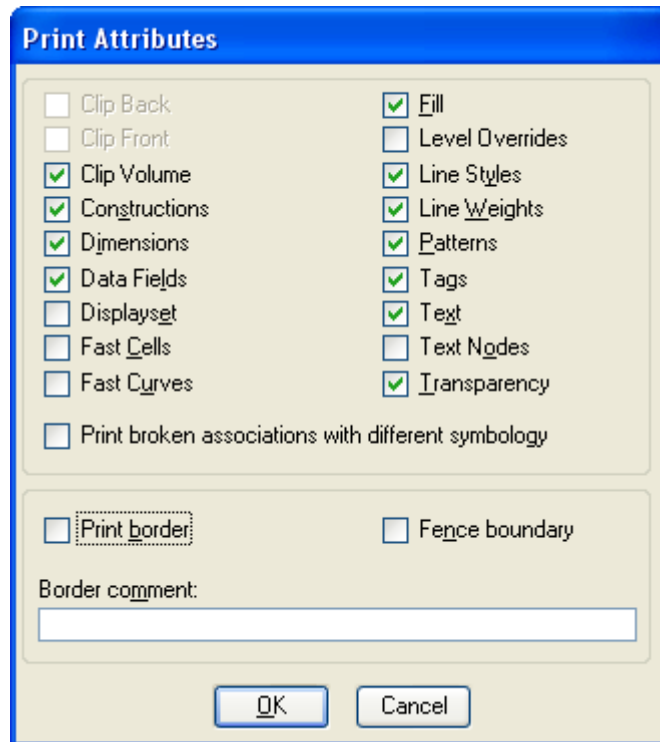 Print Attributes
Clip Back
Clip Front
Clip Volume
Constructions
Dimensions
Data Fields
Displayset
Fast Cells
Fast Curves
Fill
Level Overrides
Line Styles
Line Weights
Patterns
Tags
Text
Text Nodes
Transparency
Print broken associations with different symbology
Print border
Fence boundary
Border comment:
OK
Cancel